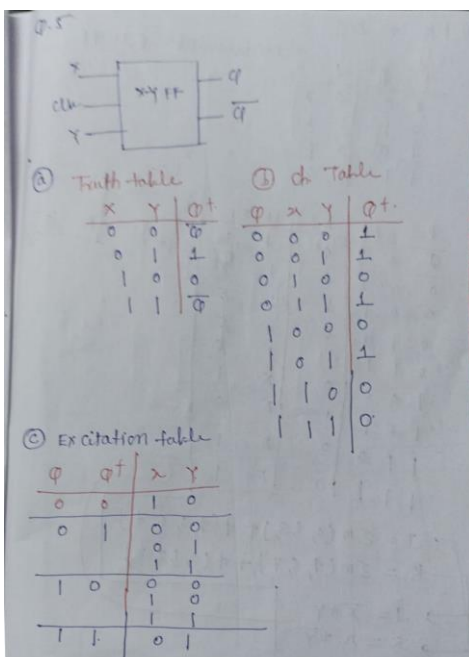 Q.5
X
X-Y FF
Q
clk
Q̅
Y
ⓐ Truth table
X Y Q+
0 0 Q̅
0 1 1
1 0 0
1 1 Q̅
ⓑ ch Table
Q x Y Q+.
0 0 0 1
0 0 1 1
0 1 0 0
0 1 1 1
1 0 0 0
1 0 1 1
1 1 0 0
1 1 1 0.
ⓒ Excitation table
Q Q+ x Y
0 0 1 0
0 1 0 0
0 1
1 1
1 0 0 0
1 0
1 1
1 1 0 1